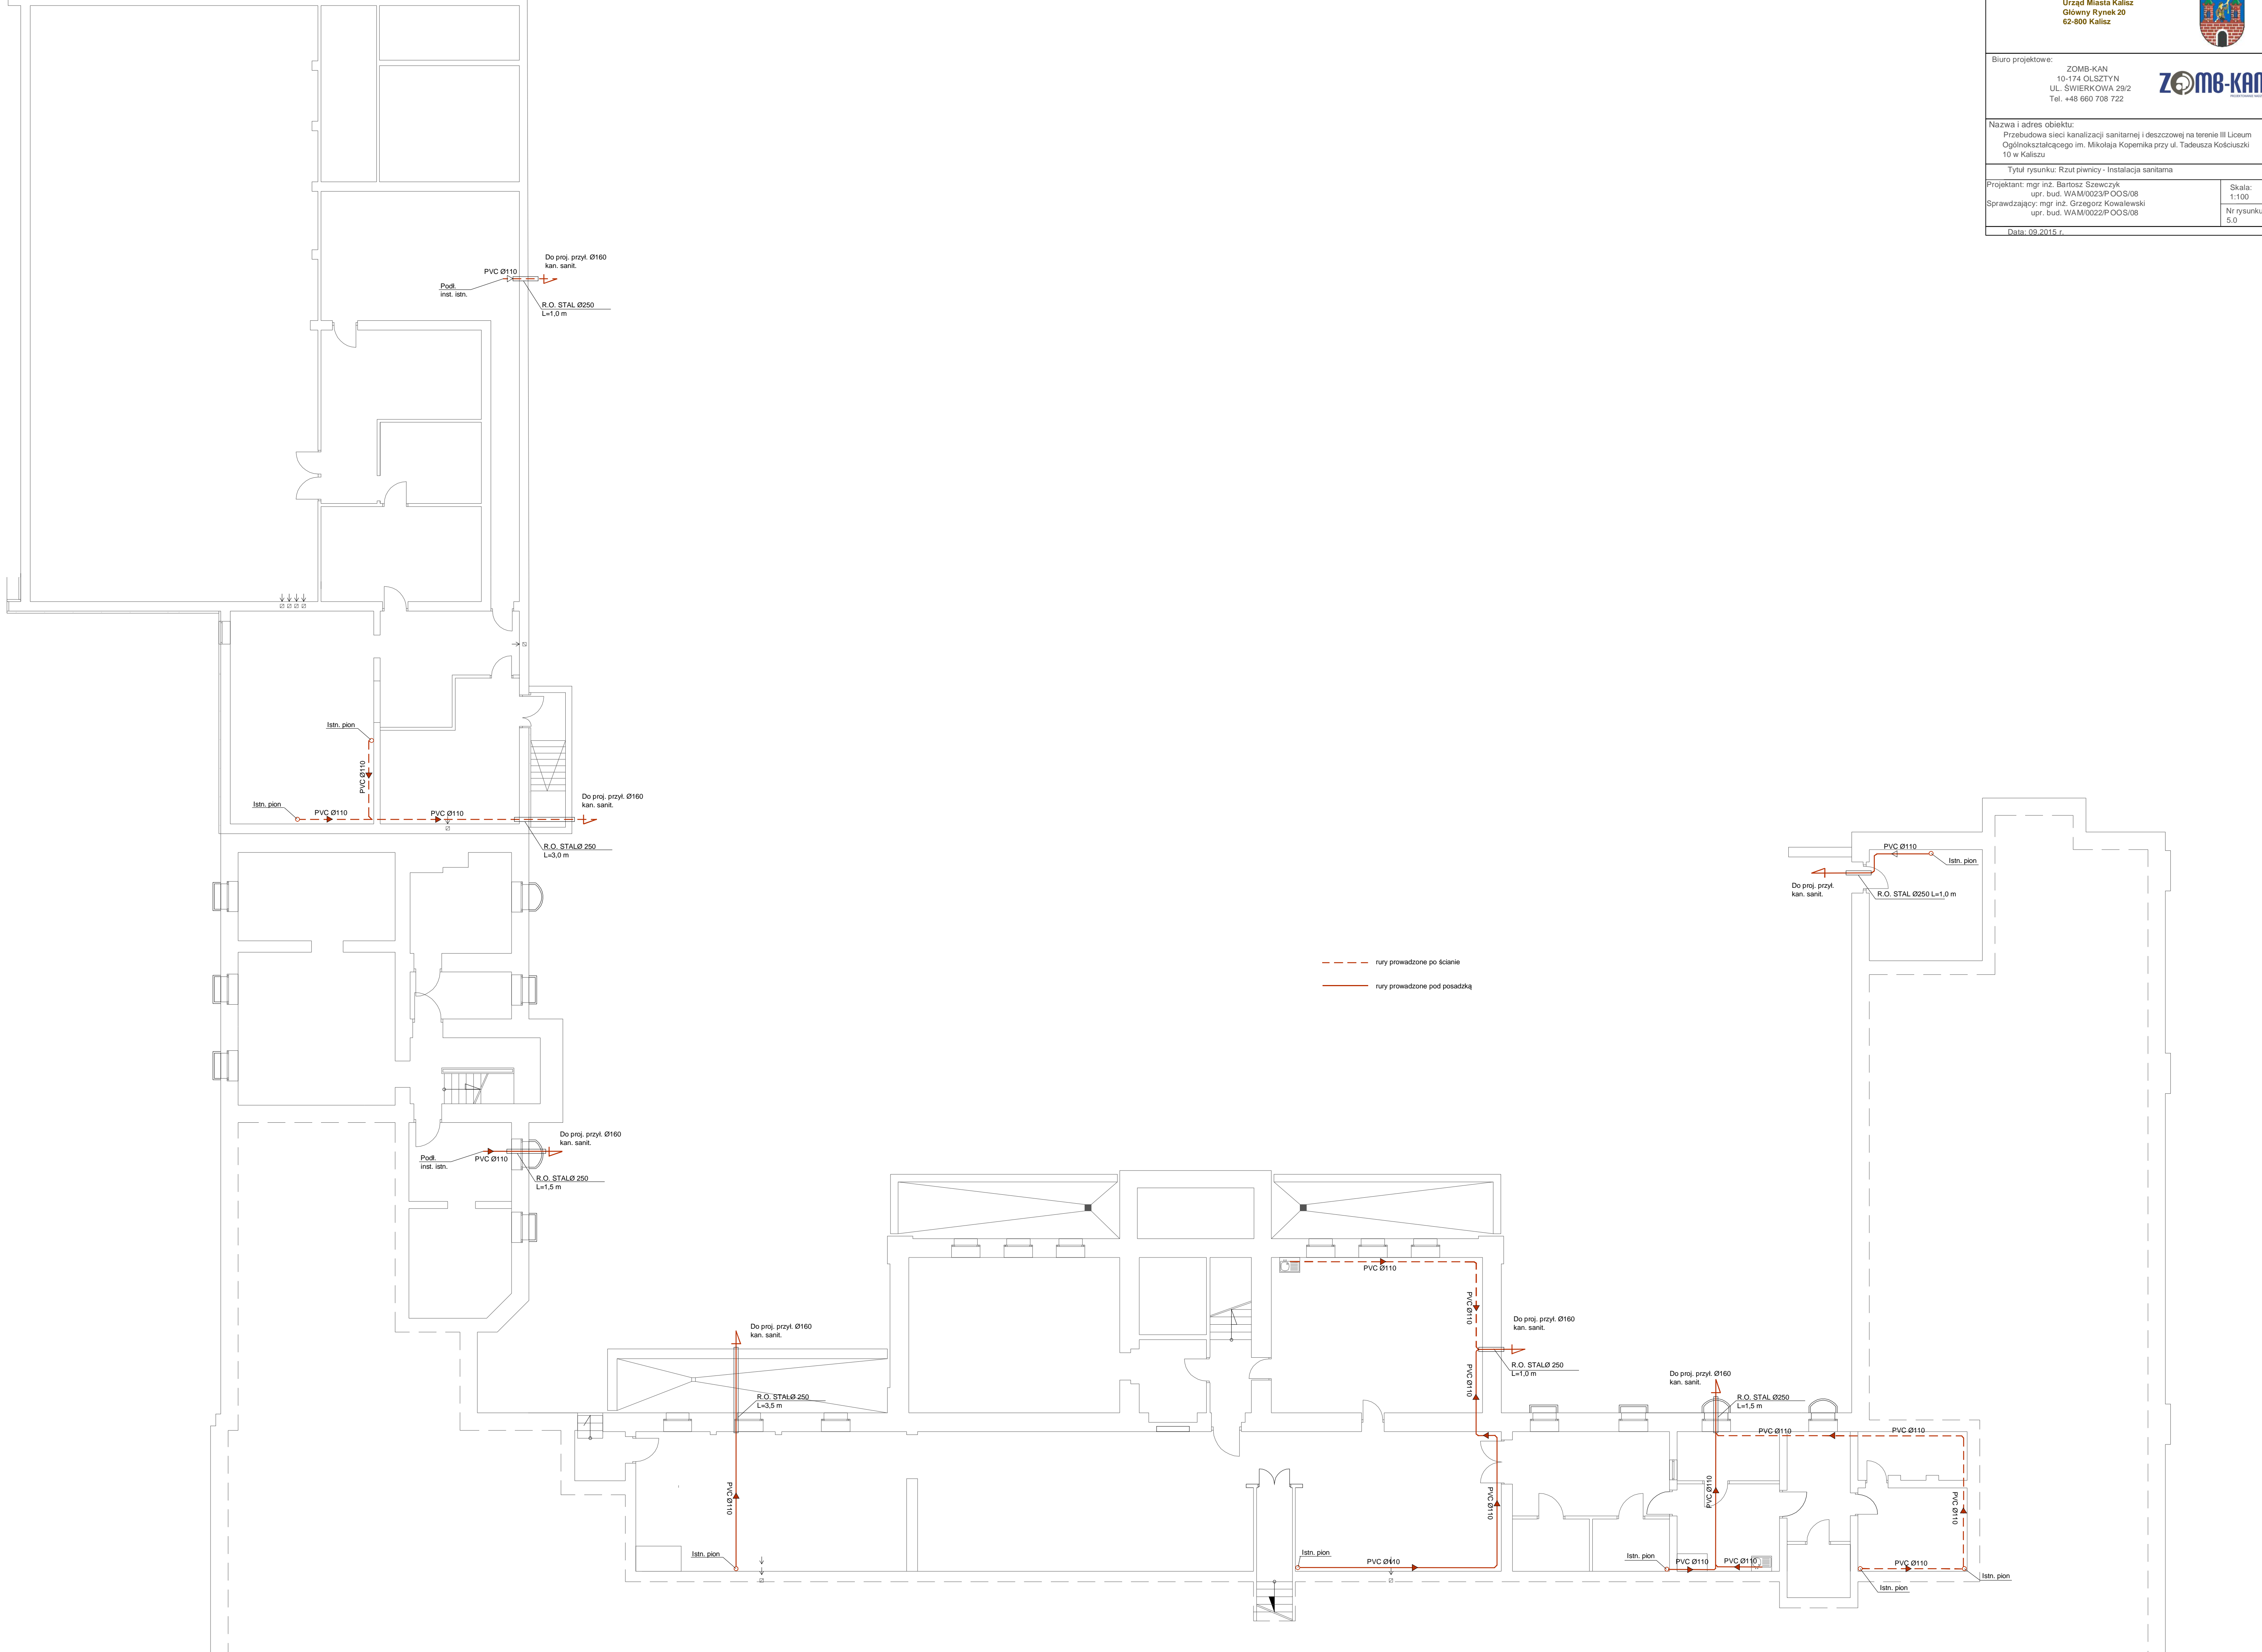 Urząd Miasta Kalisz
Główny Rynek 20
62-800 Kalisz
Biuro projektowe:
ZOMB-KAN
10-174 OLSZTYN
UL. ŚWIERKOWA 29/2
Tel. +48 660 708 722
ZOMB-KAN
Nazwa i adres obiektu:
Przebudowa sieci kanalizacji sanitarnej i deszczowej na terenie III Liceum
Ogólnokształcącego im. Mikołaja Kopernika przy ul. Tadeusza Kościuszki
10 w Kaliszu
Tytuł rysunku: Rzut piwnicy - Instalacja sanitarna
Projektant: mgr inż. Bartosz Szewczyk
upr. bud. WAM/0023/POOS/08
Sprawdzający: mgr inż. Grzegorz Kowalewski
upr. bud. WAM/0022/POOS/08
Skala:
1:100
Nr rysunku
5.0
Data: 09.2015 r.
Do proj. przył. Ø160
kan. sanit.
PVC Ø110
Podł.
inst. istn.
R.O. STAL Ø250
L=1,0 m
Istn. pion
PVC Ø110
Istn. pion
PVC Ø110
PVC Ø110
Do proj. przył. Ø160
kan. sanit.
R.O. STALØ 250
L=3,0 m
PVC Ø110
Istn. pion
Do proj. przył.
kan. sanit.
R.O. STAL Ø250 L=1,0 m
rury prowadzone po ścianie
rury prowadzone pod posadzką
Do proj. przył. Ø160
kan. sanit.
Podł.
inst. istn.
PVC Ø110
R.O. STALØ 250
L=1,5 m
PVC Ø110
PVC Ø110
Do proj. przył. Ø160
kan. sanit.
R.O. STALØ 250
L=1,0 m
PVC Ø110
Do proj. przył. Ø160
kan. sanit.
R.O. STALØ 250
L=3,5 m
PVC Ø110
Istn. pion
Istn. pion
PVC Ø110
PVC Ø110
Do proj. przył. Ø160
kan. sanit.
R.O. STAL Ø250
L=1,5 m
PVC Ø110
PVC Ø110
PVC Ø110
PVC Ø110
Istn. pion
PVC Ø110
PVC Ø110
PVC Ø110
Istn. pion
Istn. pion